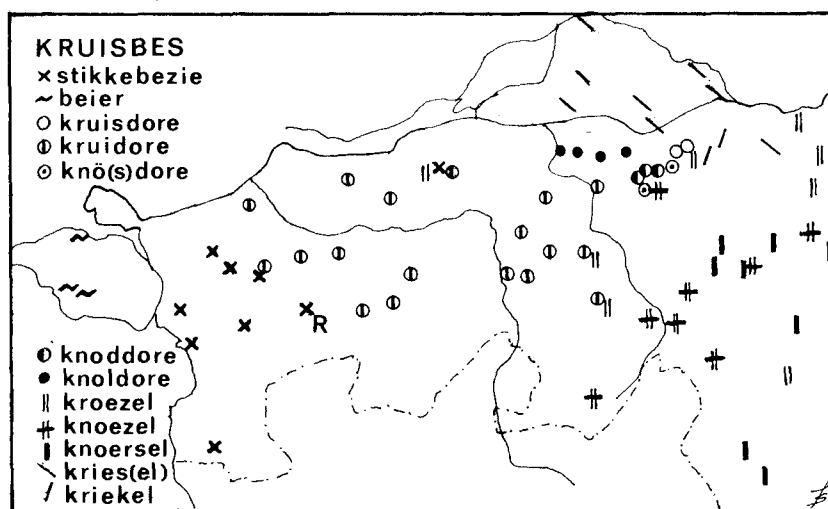 KRUISBES
stikkebezie
beier
kruisdore
kruidore
knö(s)dore
R
knoddore
knoldore
kroezel
knoezel
knoersel
kries(el)
kriekel